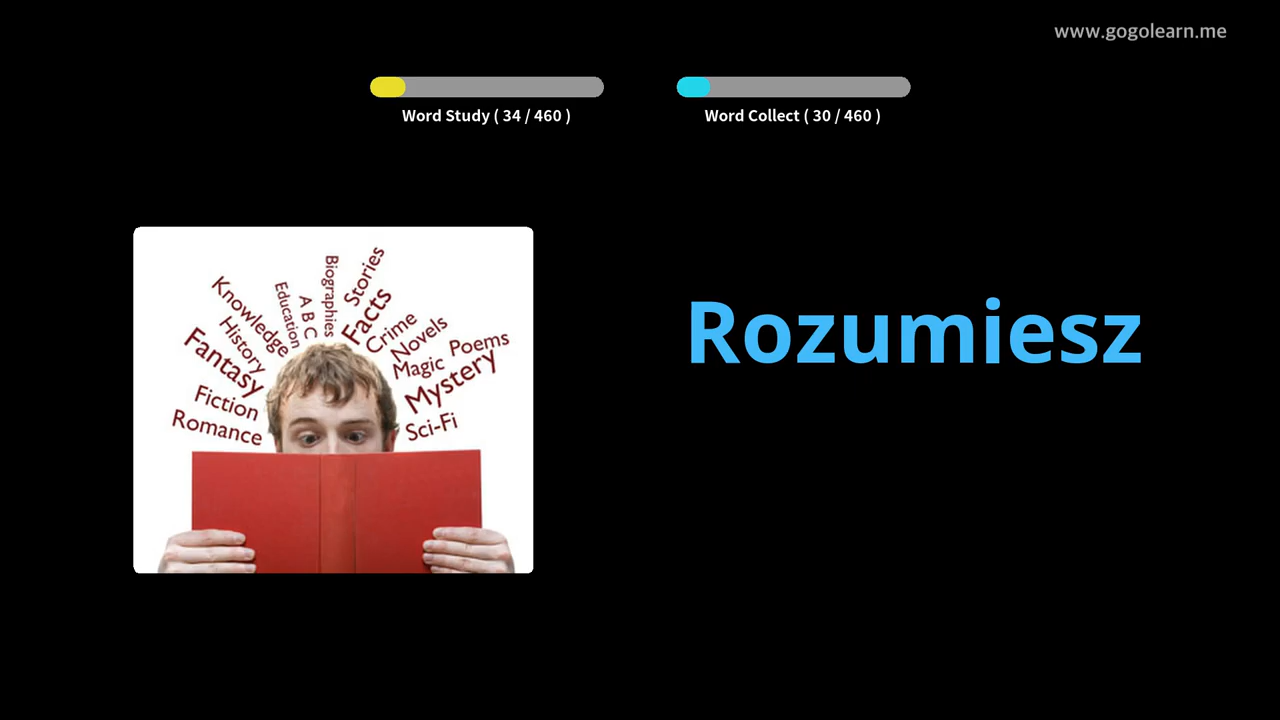 www.gogolearn.me
Word Study ( 34 / 460 )
Word Collect ( 30 / 460 )
Rozumiesz
Biographies
Stories
Education
A B C
Facts
Knowledge
Crime
History
Novels
Fantasy
Magic
Poems
Mystery
Fiction
Romance
Sci-Fi